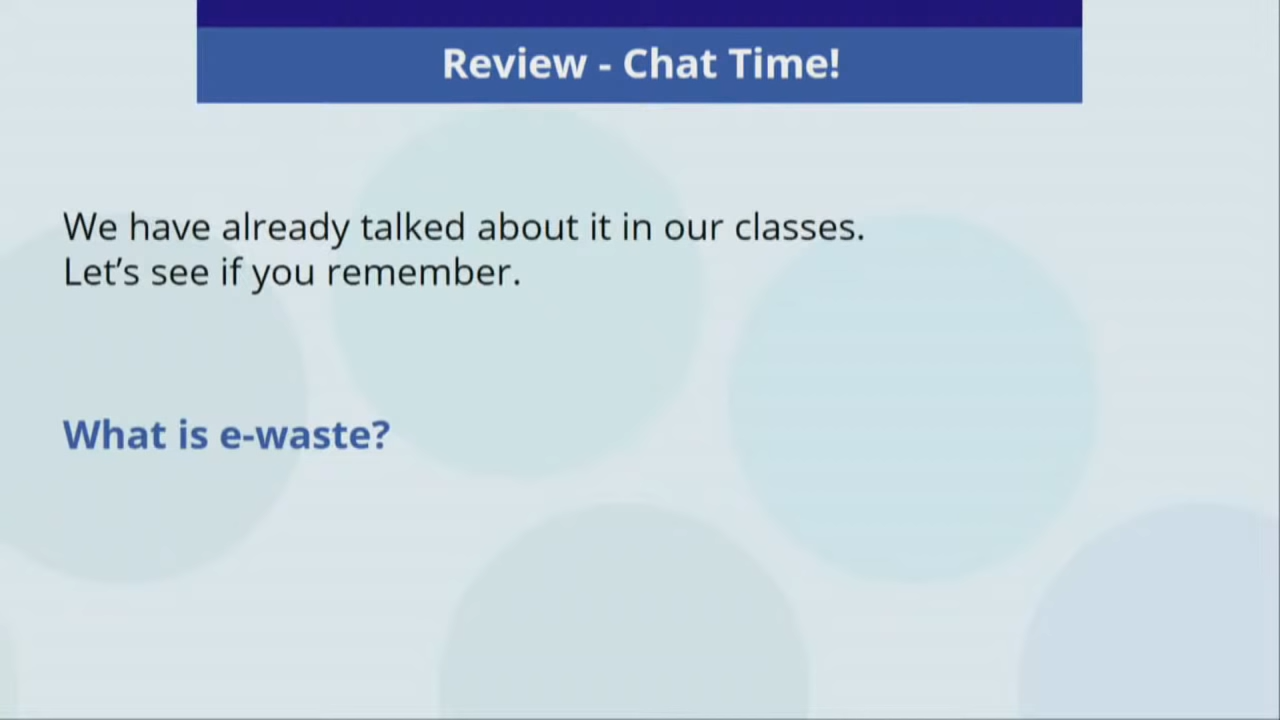 Review - Chat Time!
We have already talked about it in our classes.
Let’s see if you remember.
What is e-waste?